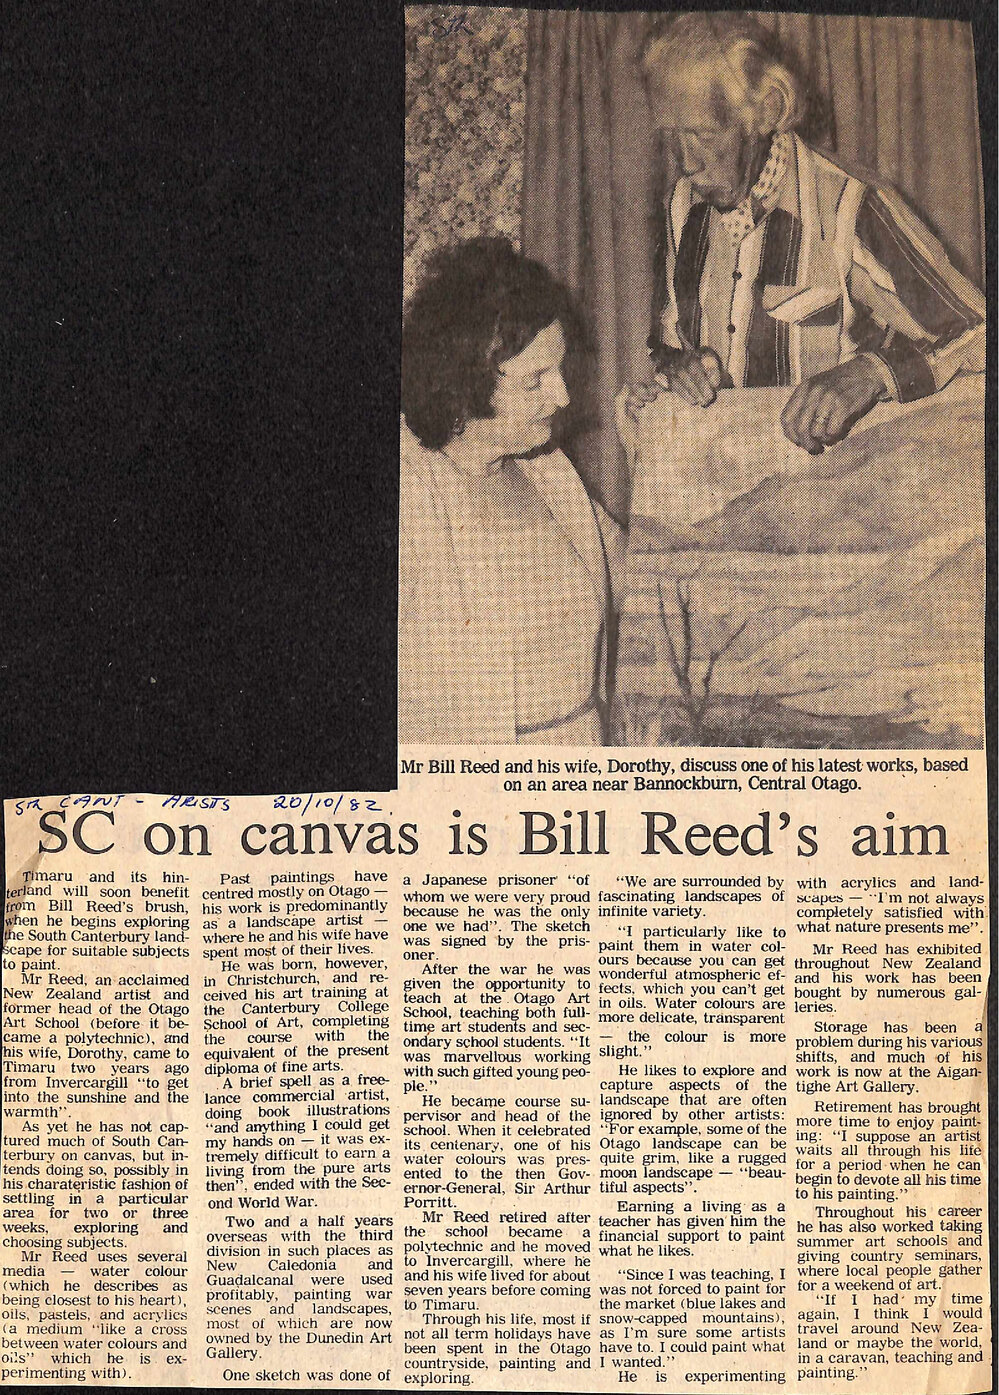 STR
Mr Bill Reed and his wife, Dorothy, discuss one of his latest works, based
on an area near Bannockburn, Central Otago.
STH CANT - ARISTS 20/10/82
SC on canvas is Bill Reed's aim
Timaru and its hin-
terland will soon benefit
from Bill Reed's brush,
when he begins exploring
the South Canterbury land-
scape for suitable subjects
to paint.
Mr Reed, an acclaimed
New Zealand artist and
former head of the Otago
Art School (before it be-
came a polytechnic), and
his wife, Dorothy, came to
Timaru two years ago
from Invercargill "to get
into the sunshine and the
warmth".
As yet he has not cap-
tured much of South Can-
terbury on canvas, but in-
tends doing so, possibly in
his charateristic fashion of
settling in a particular
area for two or three
weeks, exploring and
choosing subjects.
Mr Reed uses several
media — water colour
(which he describes as
being closest to his heart),
oils, pastels, and acrylics
(a medium "like a cross
between water colours and
oils" which he is ex-
perimenting with).
Past paintings have
centred mostly on Otago —
his work is predominantly
as a landscape artist —
where he and his wife have
spent most of their lives.
He was born, however,
in Christchurch, and re-
ceived his art training at
the Canterbury College
School of Art, completing
the course with the
equivalent of the present
diploma of fine arts.
A brief spell as a free-
lance commercial artist,
doing book illustrations
"and anything I could get
my hands on — it was ex-
tremely difficult to earn a
living from the pure arts
then", ended with the Sec-
ond World War.
Two and a half years
overseas with the third
division in such places as
New Caledonia and
Guadalcanal were used
profitably, painting war
scenes and landscapes,
most of which are now
owned by the Dunedin Art
Gallery.
One sketch was done of
a Japanese prisoner "of
whom we were very proud
because he was the only
one we had". The sketch
was signed by the pris-
oner.
After the war he was
given the opportunity to
teach at the Otago Art
School, teaching both full-
time art students and sec-
ondary school students. "It
was marvellous working
with such gifted young peo-
ple."
He became course su-
pervisor and head of the
school. When it celebrated
its centenary, one of his
water colours was pres-
ented to the then Gov-
ernor-General, Sir Arthur
Porritt.
Mr Reed retired after
the school became a
polytechnic and he moved
to Invercargill, where he
and his wife lived for about
seven years before coming
to Timaru.
Through his life, most if
not all term holidays have
been spent in the Otago
countryside, painting and
exploring.
"We are surrounded by
fascinating landscapes of
infinite variety.
"I particularly like to
paint them in water col-
ours because you can get
wonderful atmospheric ef-
fects, which you can't get
in oils. Water colours are
more delicate, transparent
— the colour is more
slight."
He likes to explore and
capture aspects of the
landscape that are often
ignored by other artists:
"For example, some of the
Otago landscape can be
quite grim, like a rugged
moon landscape — "beau-
tiful aspects".
Earning a living as a
teacher has given him the
financial support to paint
what he likes.
"Since I was teaching, I
was not forced to paint for
the market (blue lakes and
snow-capped mountains),
as I'm sure some artists
have to. I could paint what
I wanted."
He is experimenting
with acrylics and land-
scapes — "I'm not always
completely satisfied with
what nature presents me".
Mr Reed has exhibited
throughout New Zealand
and his work has been
bought by numerous gal-
leries.
Storage has been a
problem during his various
shifts, and much of his
work is now at the Aigan-
tighe Art Gallery.
Retirement has brought
more time to enjoy paint-
ing: "I suppose an artist
waits all through his life
for a period when he can
begin to devote all his time
to his painting."
Throughout his career
he has also worked taking
summer art schools and
giving country seminars,
where local people gather
for a weekend of art.
"If I had my time
again, I think I would
travel around New Zea-
land or maybe the world,
in a caravan, teaching and
painting."